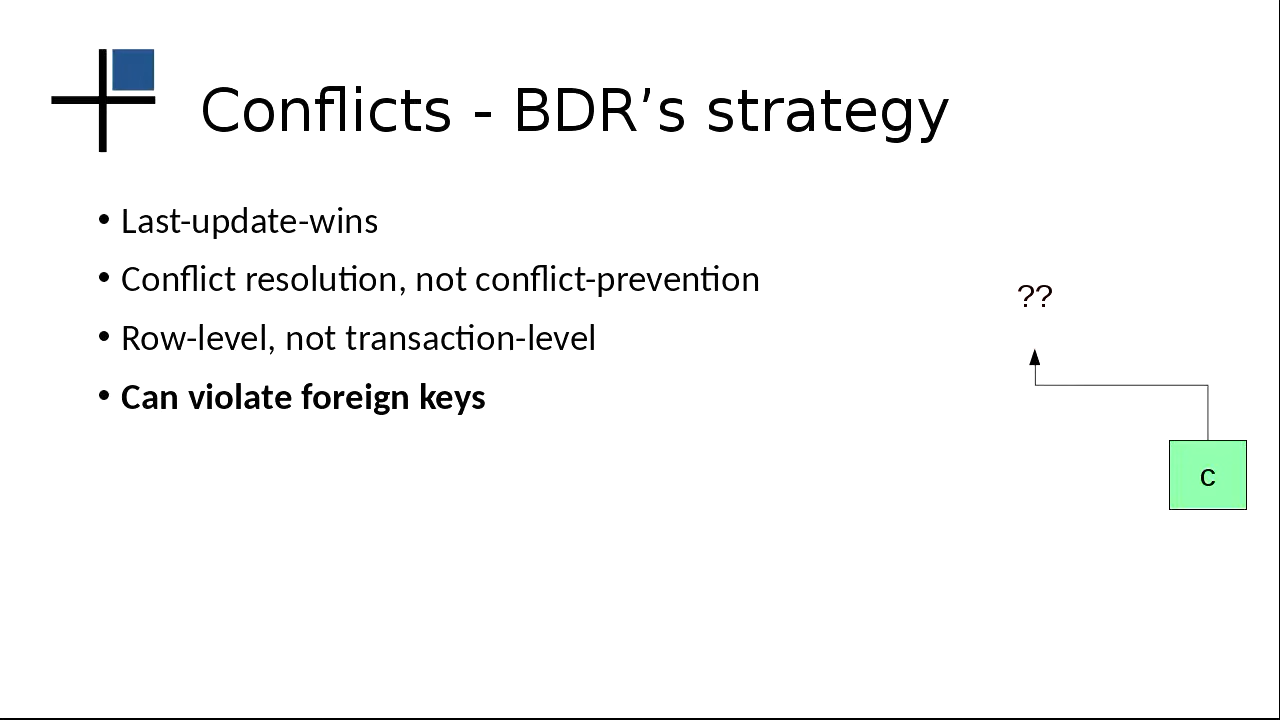 Conflicts - BDR’s strategy
• Last-update-wins
• Conflict resolution, not conflict-prevention
• Row-level, not transaction-level
• Can violate foreign keys
??
c